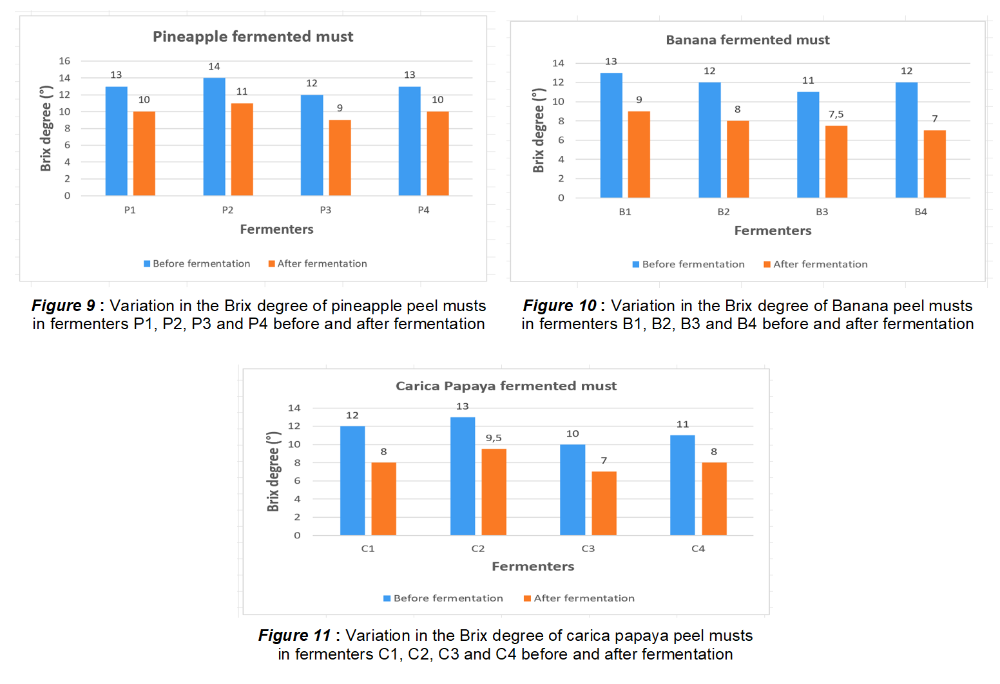 Pineapple fermented must
16
14
12
10
8
6
4
2
0
Brix degree (°)
13
10
14
11
12
9
13
10
P1 P2 P3 P4
Fermenters
Before fermentation After fermentation
Figure 9 : Variation in the Brix degree of pineapple peel musts
in fermenters P1, P2, P3 and P4 before and after fermentation
Banana fermented must
14
12
10
8
6
4
2
0
Brix degree (°)
13
9
12
8
11
7,5
12
7
B1 B2 B3 B4
Fermenters
Before fermentation After fermentation
Figure 10 : Variation in the Brix degree of Banana peel musts
in fermenters B1, B2, B3 and B4 before and after fermentation
Carica Papaya fermented must
14
12
10
8
6
4
2
0
Brix degree (°)
12
8
13
9,5
10
7
11
8
C1 C2 C3 C4
Fermenters
Before fermentation After fermentation
Figure 11 : Variation in the Brix degree of carica papaya peel musts
in fermenters C1, C2, C3 and C4 before and after fermentation